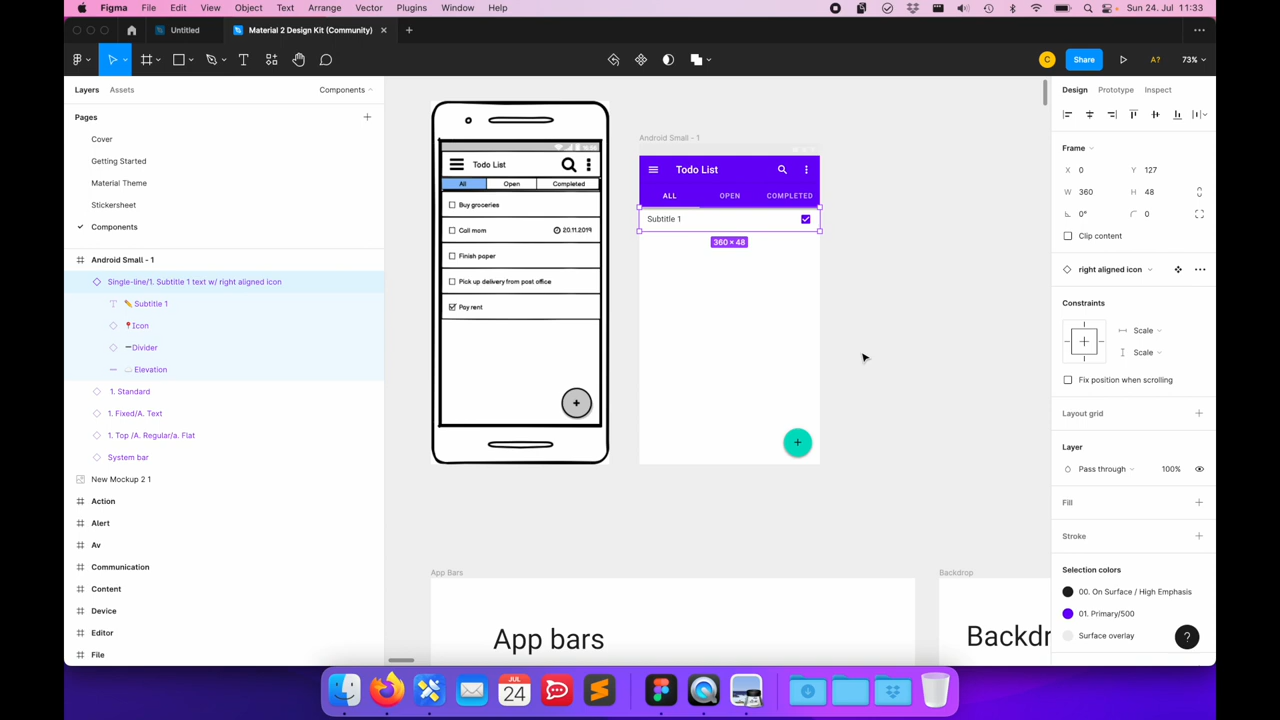 Figma File Edit View Object Text Arrange Vector Plugins Window Help Sun 24. Jul 11:33
Untitled Material 2 Design Kit (Community)
Share A? 73%
Layers Assets Components
Pages
Cover
Getting Started
Material Theme
Stickersheet
Components
Android Small - 1
Single-line/1. Subtitle 1 text w/ right aligned icon
Subtitle 1
Icon
Divider
Elevation
1. Standard
1. Fixed/A. Text
1. Top /A. Regular/a. Flat
System bar
New Mockup 2 1
Action
Alert
Av
Communication
Content
Device
Editor
File
Todo List
All Open Completed
Buy groceries
Call mom 20.11.2019
Finish paper
Pick up delivery from post office
Pay rent
+
Android Small - 1
Todo List
ALL OPEN COMPLETED
Subtitle 1
360 × 48
+
App Bars
App bars
Backdrop
Backdr
Design Prototype Inspect
Frame
X 0 Y 127
W 360 H 48
0° 0
Clip content
right aligned icon
Constraints
Scale
Scale
Fix position when scrolling
Layout grid
Layer
Pass through 100%
Fill
Stroke
Selection colors
00. On Surface / High Emphasis
01. Primary/500
Surface overlay
?
JUL
24